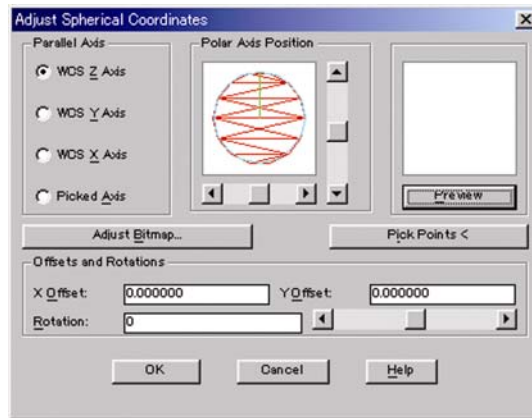 Adjust Spherical Coordinates
Parallel Axis
WCS Z Axis
WCS Y Axis
WCS X Axis
Picked Axis
Polar Axis Position
Preview
Adjust Bitmap...
Pick Points <
Offsets and Rotations
X Offset: 0.000000 Y Offset: 0.000000
Rotation: 0
OK Cancel Help